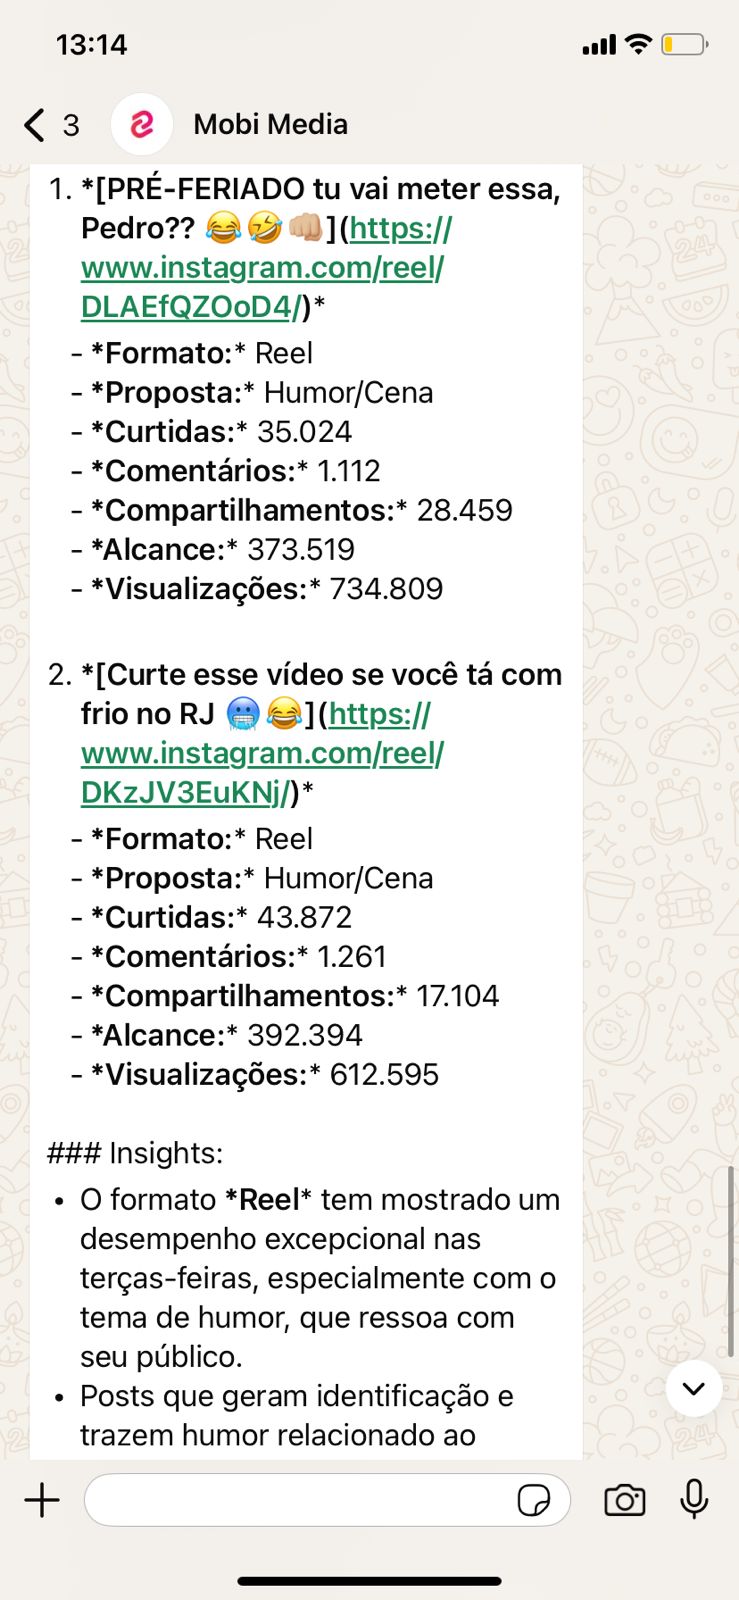 13:14
3 Mobi Media
1. *[PRÉ-FERIADO tu vai meter essa,
Pedro?? 😂🤣👊🏼](https://
www.instagram.com/reel/
DLAEfQZOoD4/)*
- *Formato:* Reel
- *Proposta:* Humor/Cena
- *Curtidas:* 35.024
- *Comentários:* 1.112
- *Compartilhamentos:* 28.459
- *Alcance:* 373.519
- *Visualizações:* 734.809
2. *[Curte esse vídeo se você tá com
frio no RJ 🥶😂](https://
www.instagram.com/reel/
DKzJV3EuKNj/)*
- *Formato:* Reel
- *Proposta:* Humor/Cena
- *Curtidas:* 43.872
- *Comentários:* 1.261
- *Compartilhamentos:* 17.104
- *Alcance:* 392.394
- *Visualizações:* 612.595
### Insights:
• O formato *Reel* tem mostrado um
desempenho excepcional nas
terças-feiras, especialmente com o
tema de humor, que ressoa com
seu público.
• Posts que geram identificação e
trazem humor relacionado ao